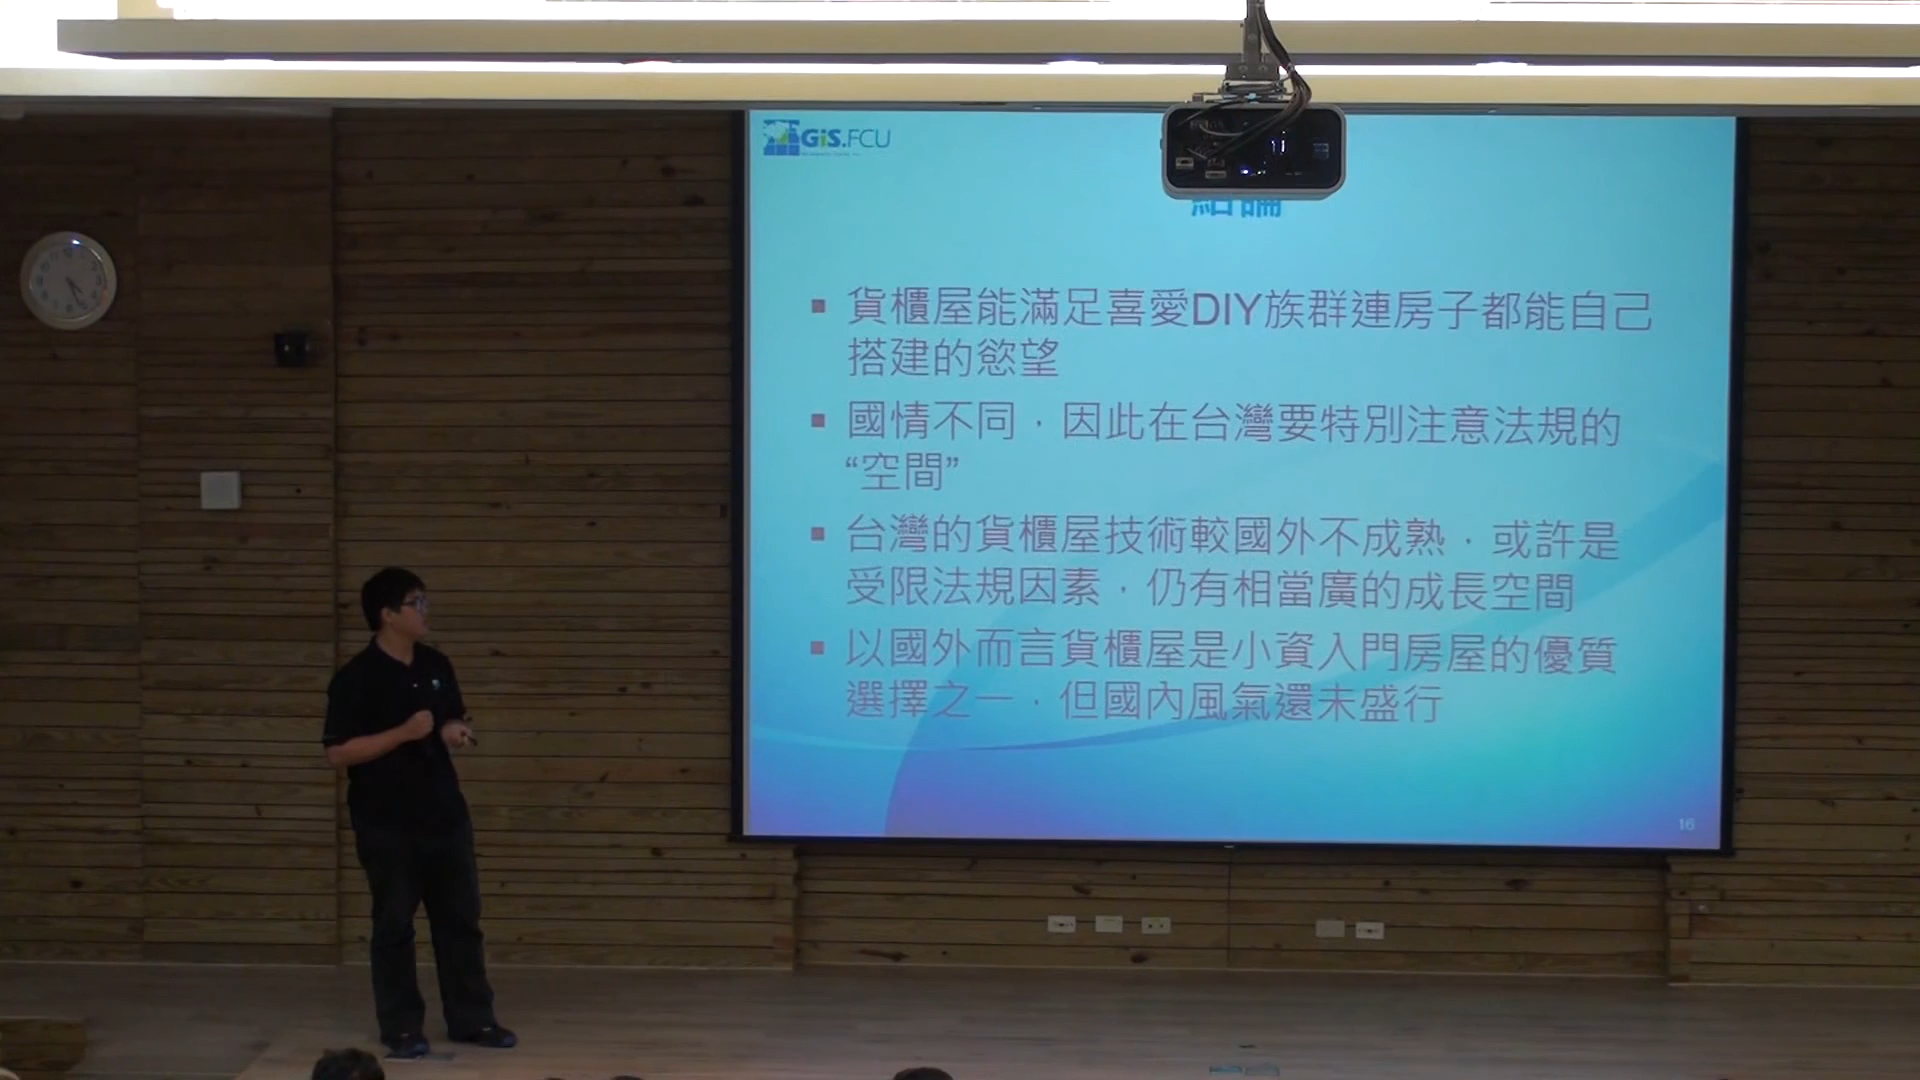 GiS.FCU
結論
■ 貨櫃屋能滿足喜愛DIY族群連房子都能自己
搭建的慾望
■ 國情不同，因此在台灣要特別注意法規的
“空間”
■ 台灣的貨櫃屋技術較國外不成熟，或許是
受限法規因素，仍有相當廣的成長空間
■ 以國外而言貨櫃屋是小資入門房屋的優質
選擇之一，但國內風氣還未盛行
16